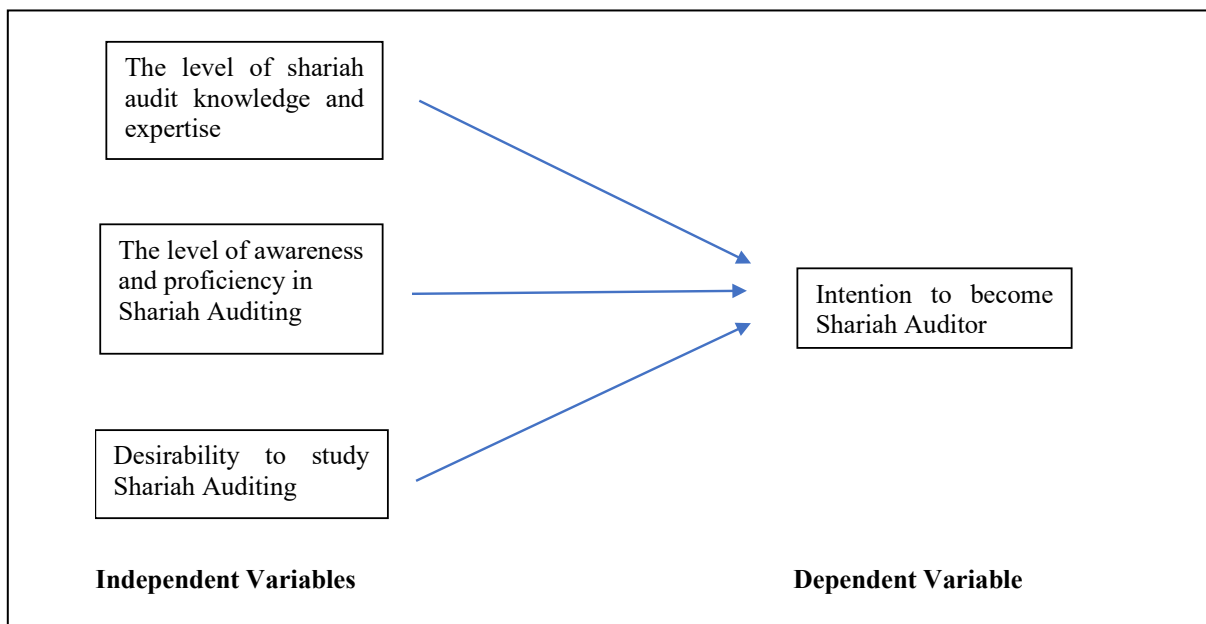 The level of shariah
audit knowledge and
expertise
The level of awareness
and proficiency in
Shariah Auditing
Intention to become
Shariah Auditor
Desirability to study
Shariah Auditing
Independent Variables
Dependent Variable